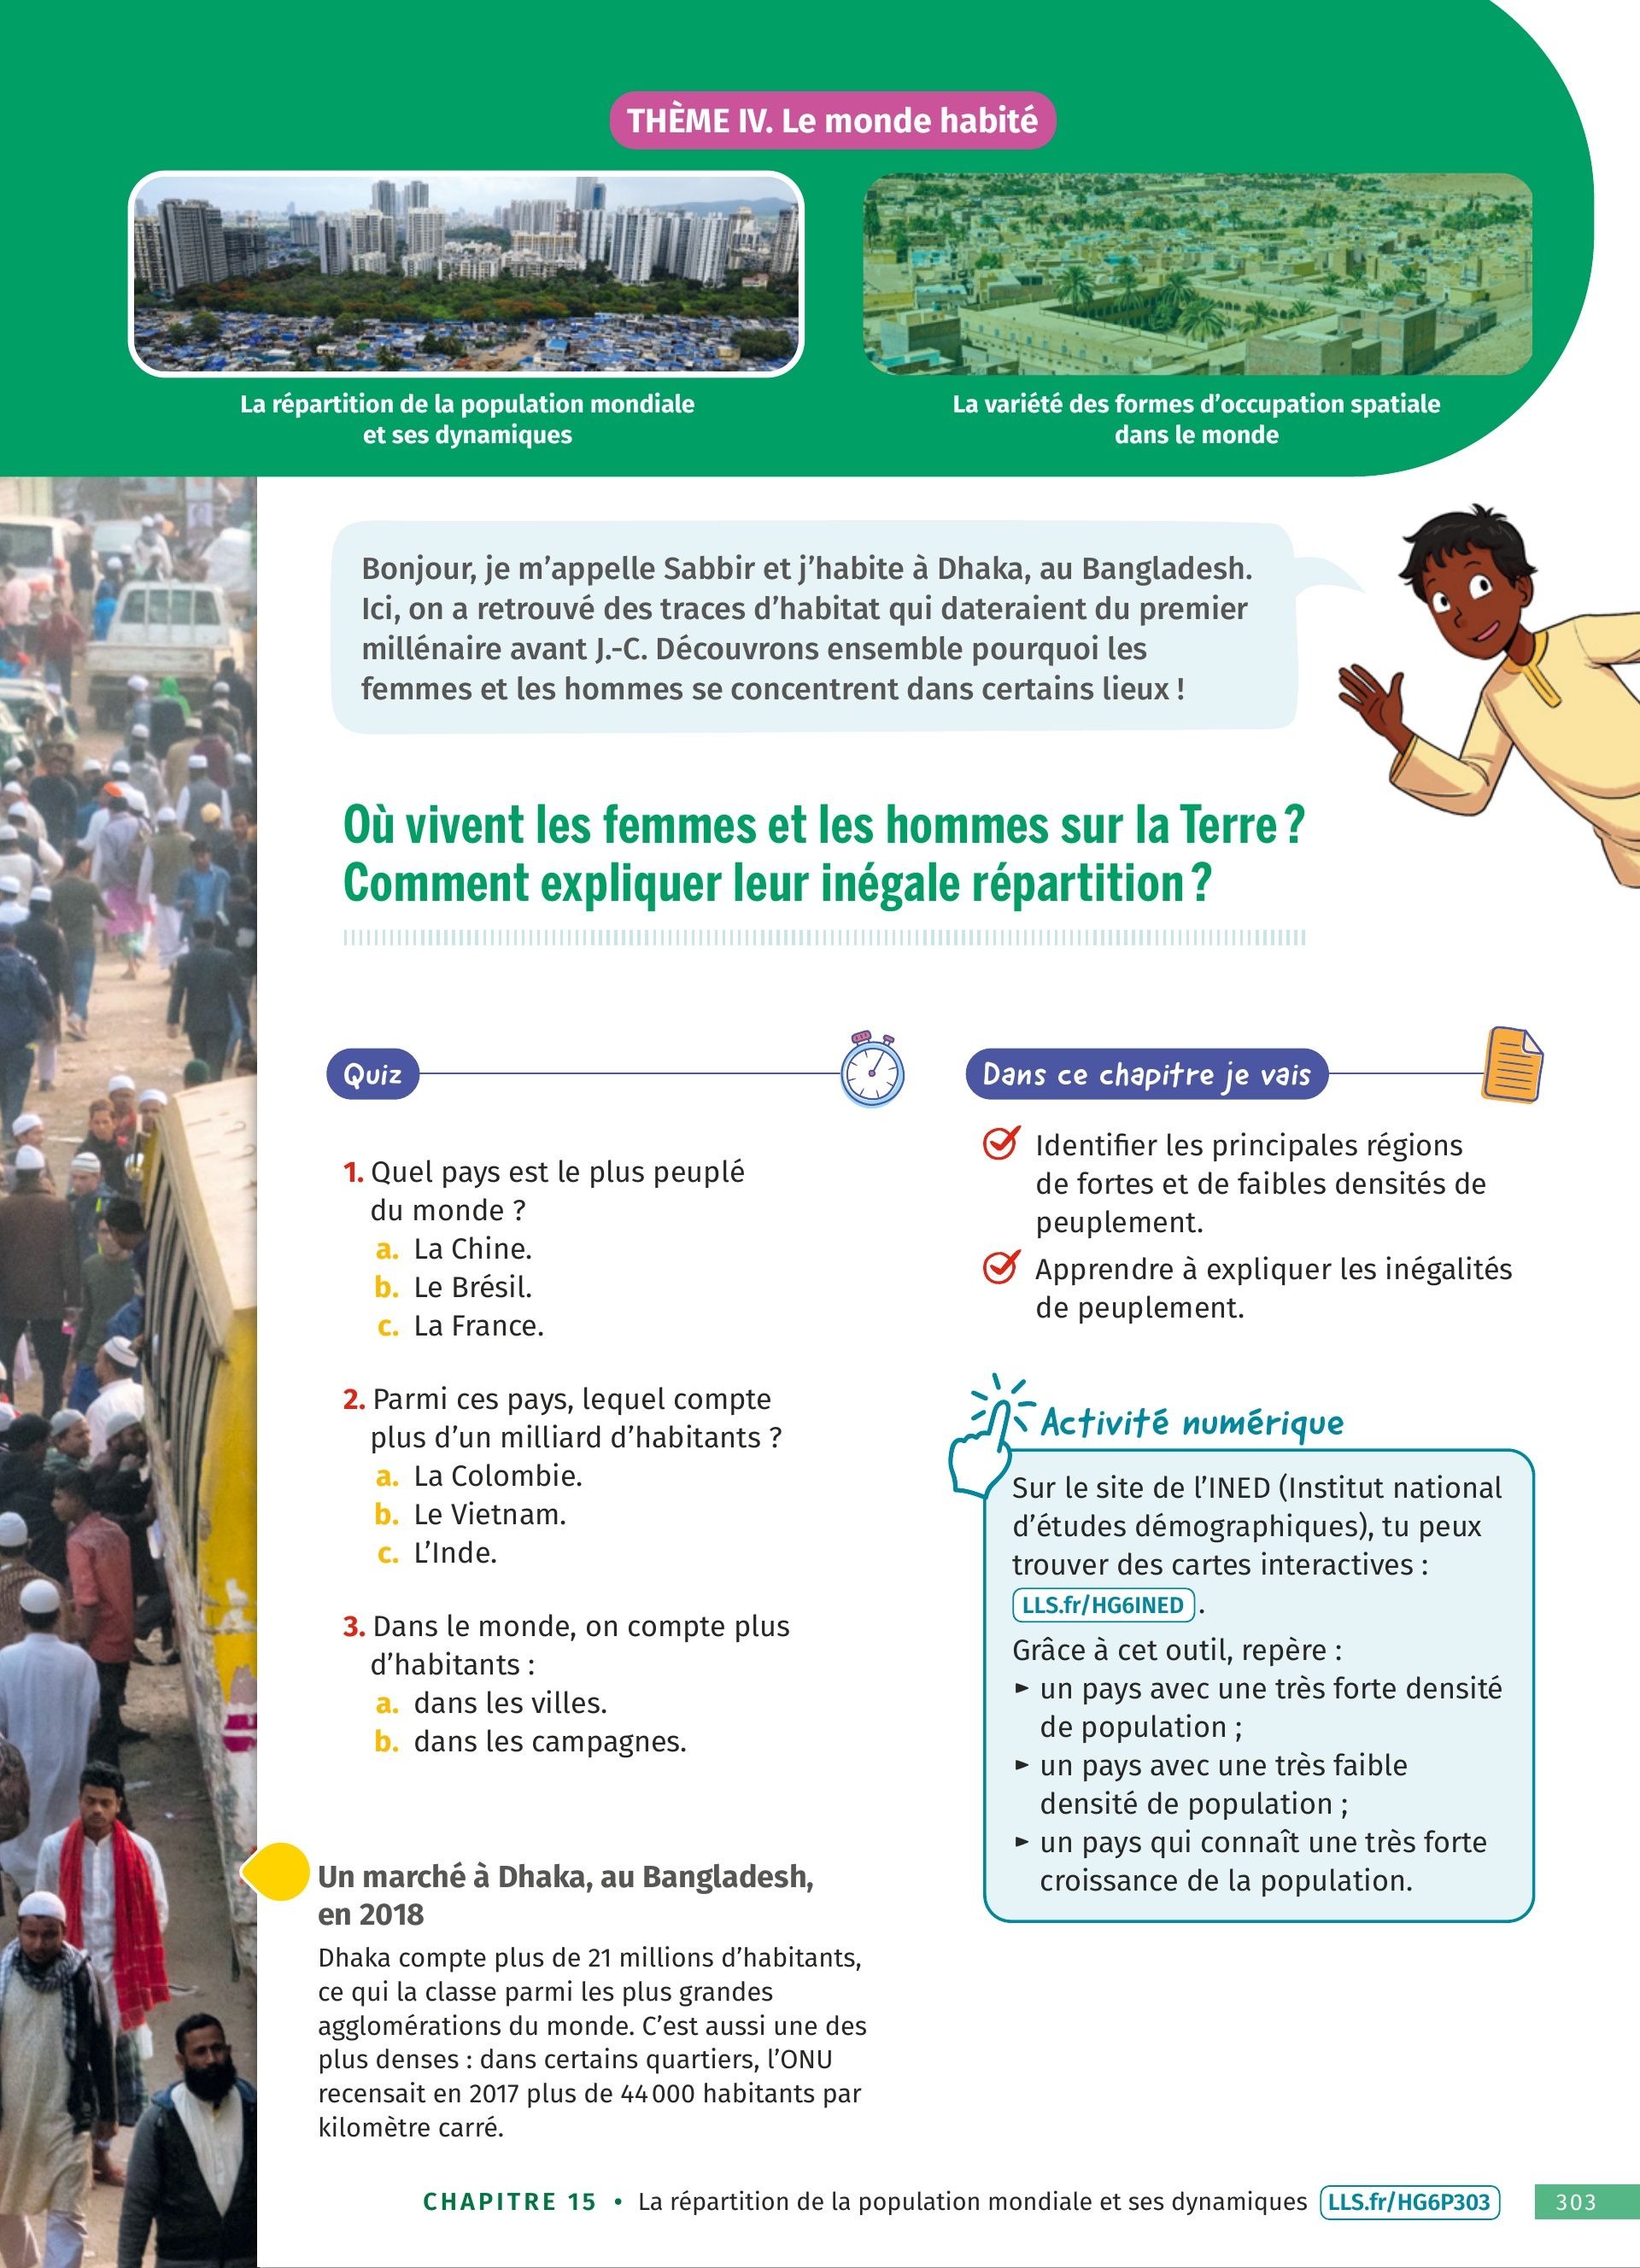 THÈME IV. Le monde habité
La répartition de la population mondiale
et ses dynamiques
La variété des formes d'occupation spatiale
dans le monde
Bonjour, je m'appelle Sabbir et j'habite à Dhaka, au Bangladesh.
Ici, on a retrouvé des traces d'habitat qui dateraient du premier
millénaire avant J.-C. Découvrons ensemble pourquoi les
femmes et les hommes se concentrent dans certains lieux !
Où vivent les femmes et les hommes sur la Terre ?
Comment expliquer leur inégale répartition ?
Quiz
1. Quel pays est le plus peuplé
du monde ?
a. La Chine.
b. Le Brésil.
c. La France.
2. Parmi ces pays, lequel compte
plus d'un milliard d'habitants ?
a. La Colombie.
b. Le Vietnam.
c. L'Inde.
3. Dans le monde, on compte plus
d'habitants :
a. dans les villes.
b. dans les campagnes.
Un marché à Dhaka, au Bangladesh,
en 2018
Dhaka compte plus de 21 millions d'habitants,
ce qui la classe parmi les plus grandes
agglomérations du monde. C'est aussi une des
plus denses : dans certains quartiers, l'ONU
recensait en 2017 plus de 44 000 habitants par
kilomètre carré.
Dans ce chapitre je vais
Identifier les principales régions
de fortes et de faibles densités de
peuplement.
Apprendre à expliquer les inégalités
de peuplement.
Activité numérique
Sur le site de l'INED (Institut national
d'études démographiques), tu peux
trouver des cartes interactives :
LLS.fr/HG6INED .
Grâce à cet outil, repère :
► un pays avec une très forte densité
de population ;
► un pays avec une très faible
densité de population ;
► un pays qui connaît une très forte
croissance de la population.
CHAPITRE 15 • La répartition de la population mondiale et ses dynamiques LLS.fr/HG6P303 303